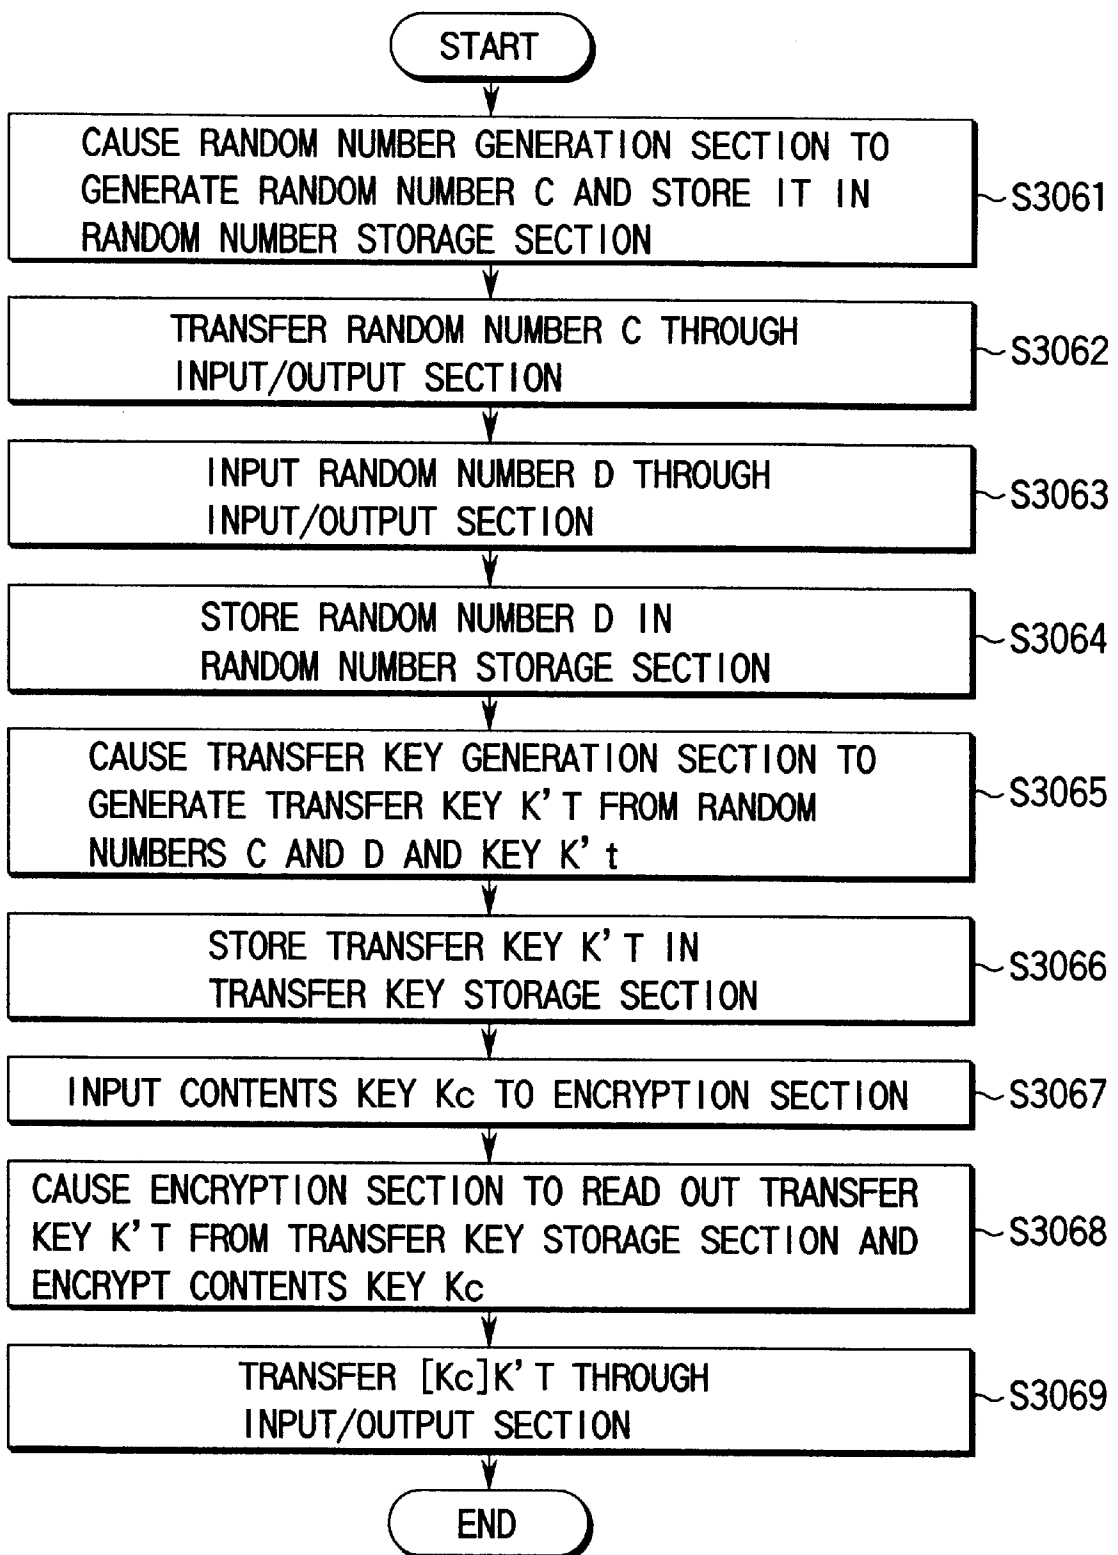 START
CAUSE RANDOM NUMBER GENERATION SECTION TO
GENERATE RANDOM NUMBER C AND STORE IT IN
RANDOM NUMBER STORAGE SECTION
S3061
TRANSFER RANDOM NUMBER C THROUGH
INPUT/OUTPUT SECTION
S3062
INPUT RANDOM NUMBER D THROUGH
INPUT/OUTPUT SECTION
S3063
STORE RANDOM NUMBER D IN
RANDOM NUMBER STORAGE SECTION
S3064
CAUSE TRANSFER KEY GENERATION SECTION TO
GENERATE TRANSFER KEY K'T FROM RANDOM
NUMBERS C AND D AND KEY K't
S3065
STORE TRANSFER KEY K'T IN
TRANSFER KEY STORAGE SECTION
S3066
INPUT CONTENTS KEY Kc TO ENCRYPTION SECTION
S3067
CAUSE ENCRYPTION SECTION TO READ OUT TRANSFER
KEY K'T FROM TRANSFER KEY STORAGE SECTION AND
ENCRYPT CONTENTS KEY Kc
S3068
TRANSFER [Kc]K'T THROUGH
INPUT/OUTPUT SECTION
S3069
END